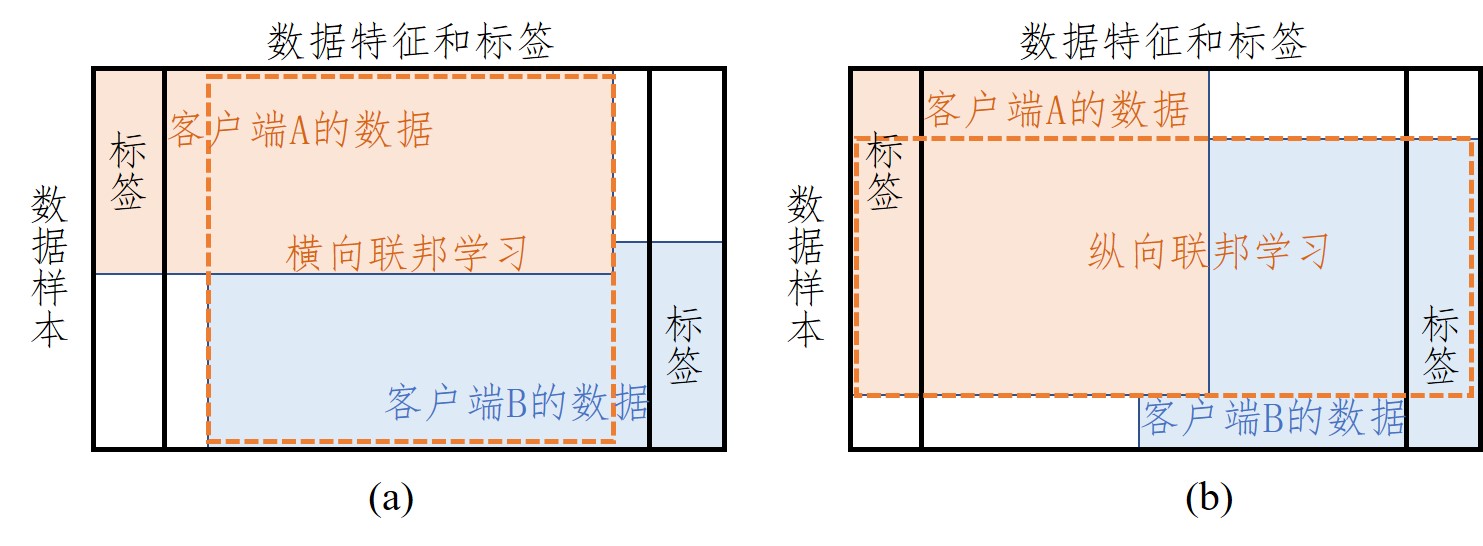 数据特征和标签
数据样本
标签
客户端A的数据
横向联邦学习
客户端B的数据
标签
(a)
数据特征和标签
数据样本
标签
客户端A的数据
纵向联邦学习
客户端B的数据
标签
(b)